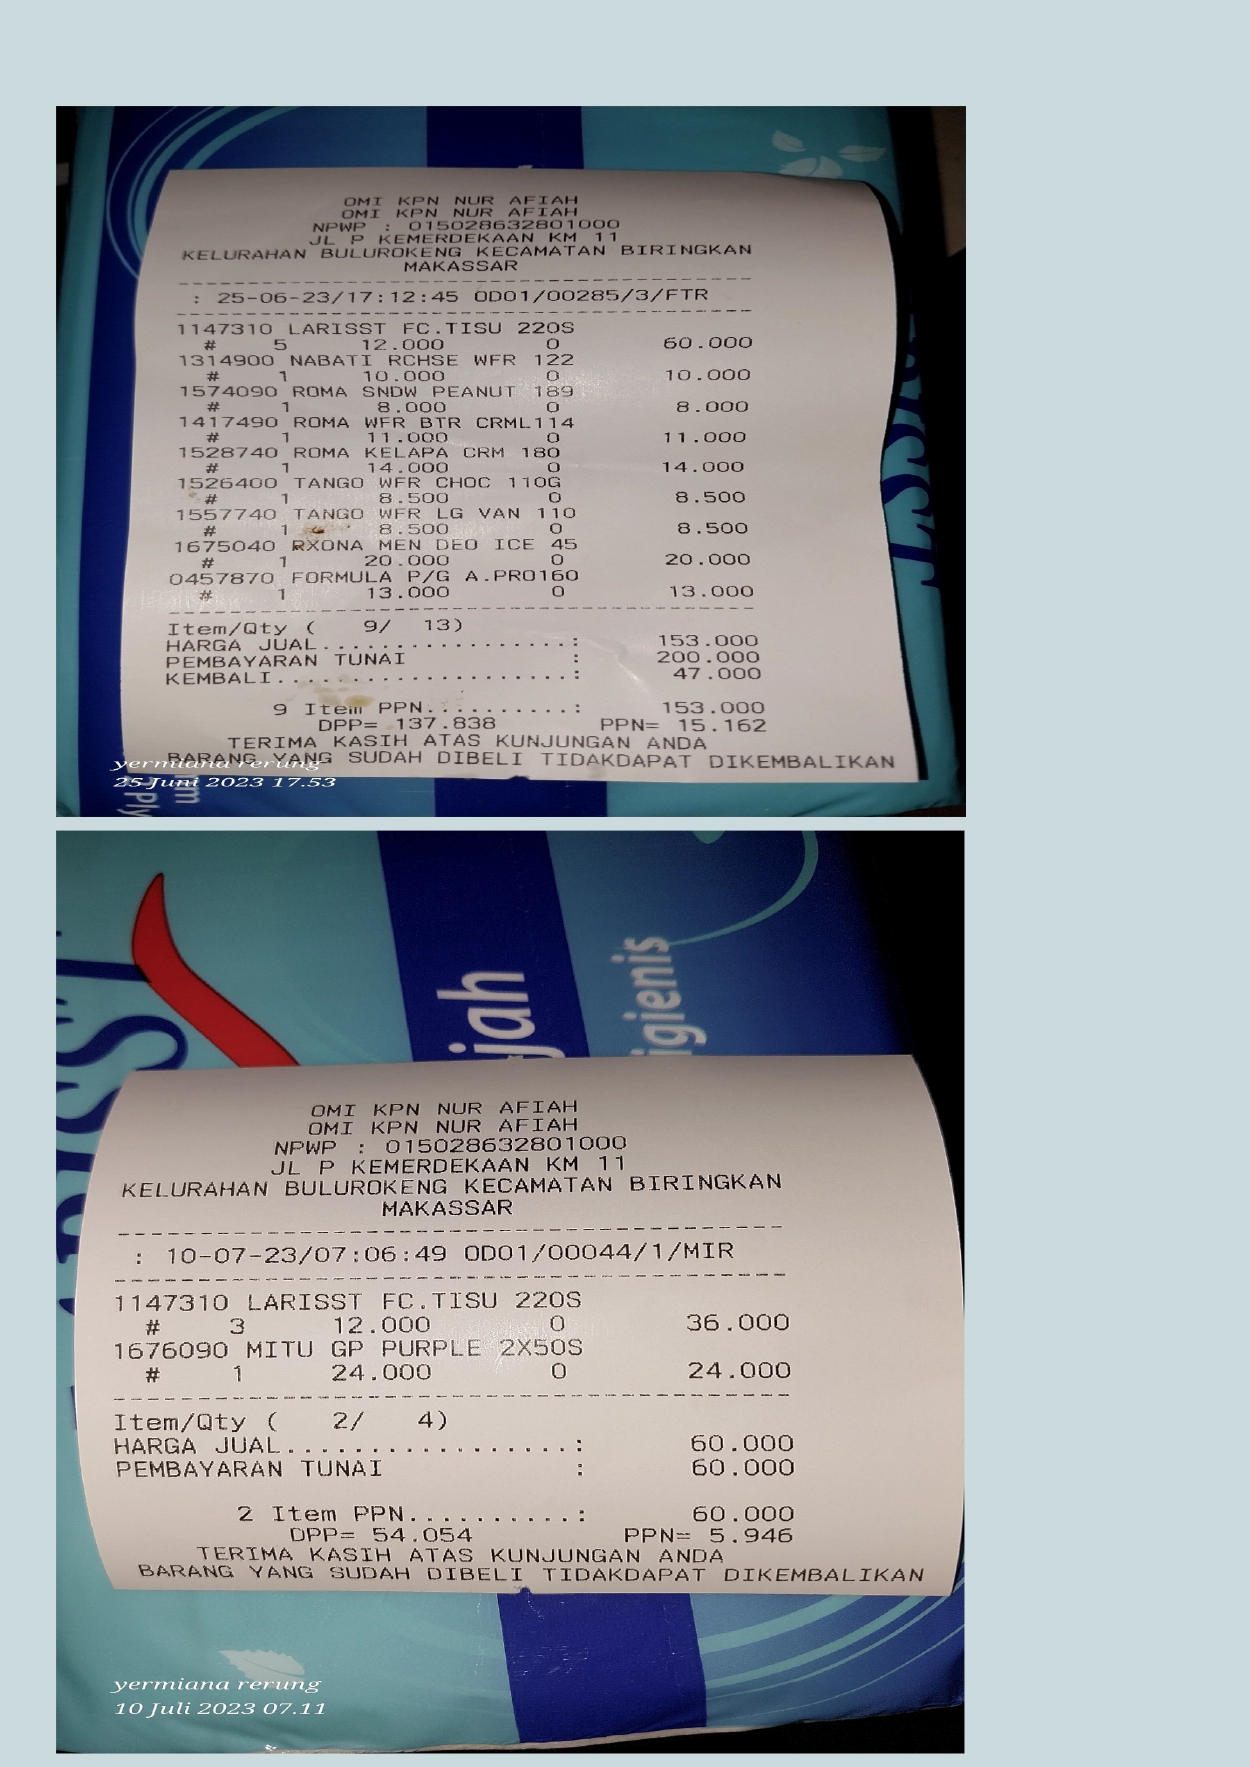 OMI KPN NUR AFIAH
OMI KPN NUR AFIAH
NPWP : 015028632801000
JL P KEMERDEKAAN KM 11
KELURAHAN BULUROKENG KECAMATAN BIRINGKAN
MAKASSAR
: 25-06-23/17:12:45 0D01/00285/3/FTR
1147310 LARISST FC.TISU 220S
# 5 12.000 0 60.000
1314900 NABATI RCHSE WFR 122
# 1 10.000 0 10.000
1574090 ROMA SNDW PEANUT 189
# 1 8.000 0 8.000
1417490 ROMA WFR BTR CRML114
# 1 11.000 0 11.000
1528740 ROMA KELAPA CRM 180
# 1 14.000 0 14.000
1526400 TANGO WFR CHOC 110G
# 1 8.500 0 8.500
1557740 TANGO WFR LG VAN 110
# 1 8.500 0 8.500
1675040 RXONA MEN DEO ICE 45
# 1 20.000 0 20.000
0457870 FORMULA P/G A.PRO160
# 1 13.000 0 13.000
Item/Qty ( 9/ 13)
HARGA JUAL.................: 153.000
PEMBAYARAN TUNAI : 200.000
KEMBALI....................: 47.000
9 Item PPN..........: 153.000
DPP= 137.838 PPN= 15.162
TERIMA KASIH ATAS KUNJUNGAN ANDA
BARANG YANG SUDAH DIBELI TIDAKDAPAT DIKEMBALIKAN
yermiana rerung
25 Juni 2023 17.53
ply
jah
igienis
OMI KPN NUR AFIAH
OMI KPN NUR AFIAH
NPWP : 015028632801000
JL P KEMERDEKAAN KM 11
KELURAHAN BULUROKENG KECAMATAN BIRINGKAN
MAKASSAR
: 10-07-23/07:06:49 0D01/00044/1/MIR
1147310 LARISST FC.TISU 220S
# 3 12.000 0 36.000
1676090 MITU GP PURPLE 2X50S
# 1 24.000 0 24.000
Item/Qty ( 2/ 4)
HARGA JUAL.................: 60.000
PEMBAYARAN TUNAI : 60.000
2 Item PPN..........: 60.000
DPP= 54.054 PPN= 5.946
TERIMA KASIH ATAS KUNJUNGAN ANDA
BARANG YANG SUDAH DIBELI TIDAKDAPAT DIKEMBALIKAN
yermiana rerung
10 Juli 2023 07.11